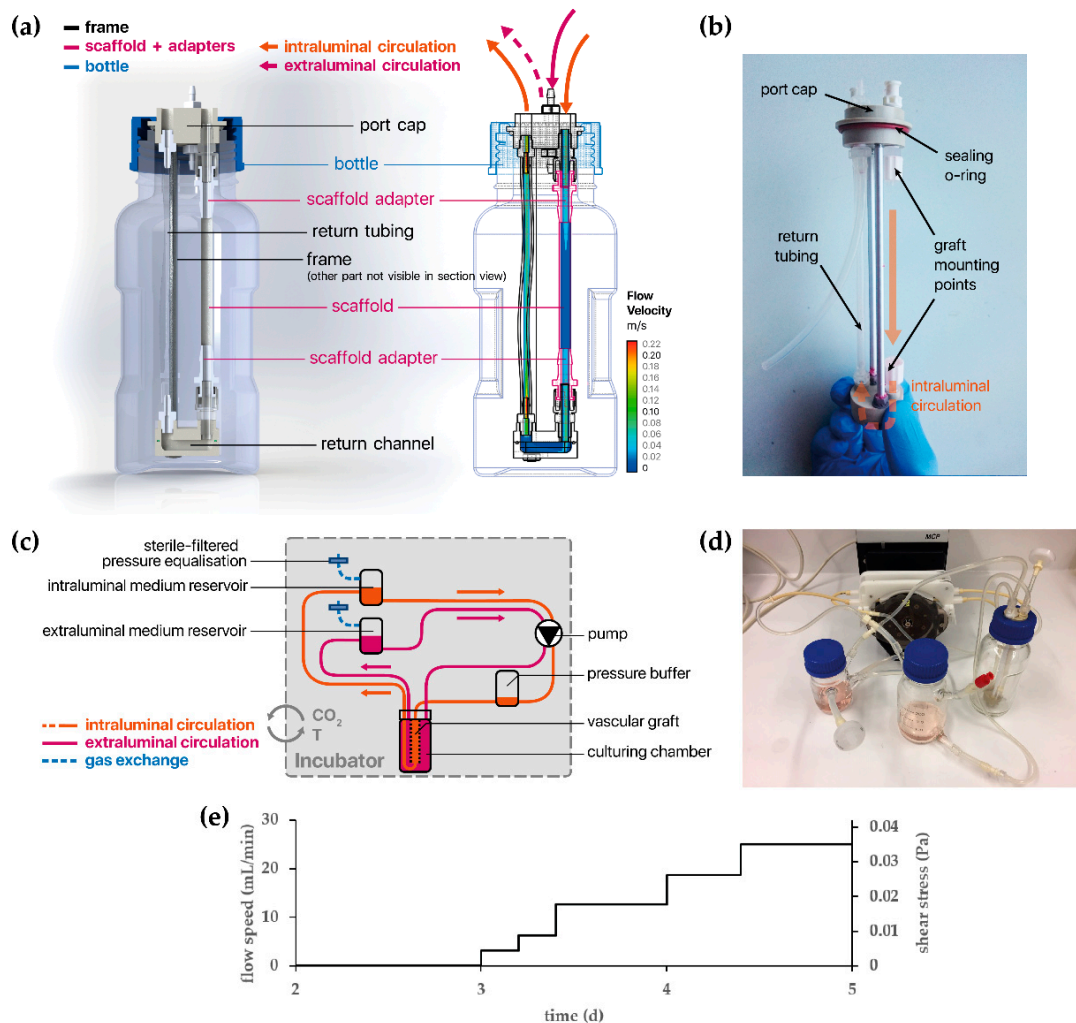 (a)
frame
scaffold + adapters
bottle
intraluminal circulation
extraluminal circulation
port cap
bottle
scaffold adapter
return tubing
frame
(other part not visible in section view)
scaffold
scaffold adapter
return channel
Flow
Velocity
m/s
0.22
0.20
0.18
0.16
0.14
0.12
0.10
0.08
0.06
0.04
0.02
0
(b)
port cap
sealing
o-ring
return
tubing
graft
mounting
points
intraluminal
circulation
(c)
sterile-filtered
pressure equalisation
intraluminal medium reservoir
extraluminal medium reservoir
pump
pressure buffer
vascular graft
culturing chamber
intraluminal circulation
extraluminal circulation
gas exchange
CO2
T
Incubator
(d)
MCP
(e)
flow speed (mL/min)
30
20
10
0
2
3
4
5
time (d)
0.04
0.03
0.02
0.01
0
shear stress (Pa)